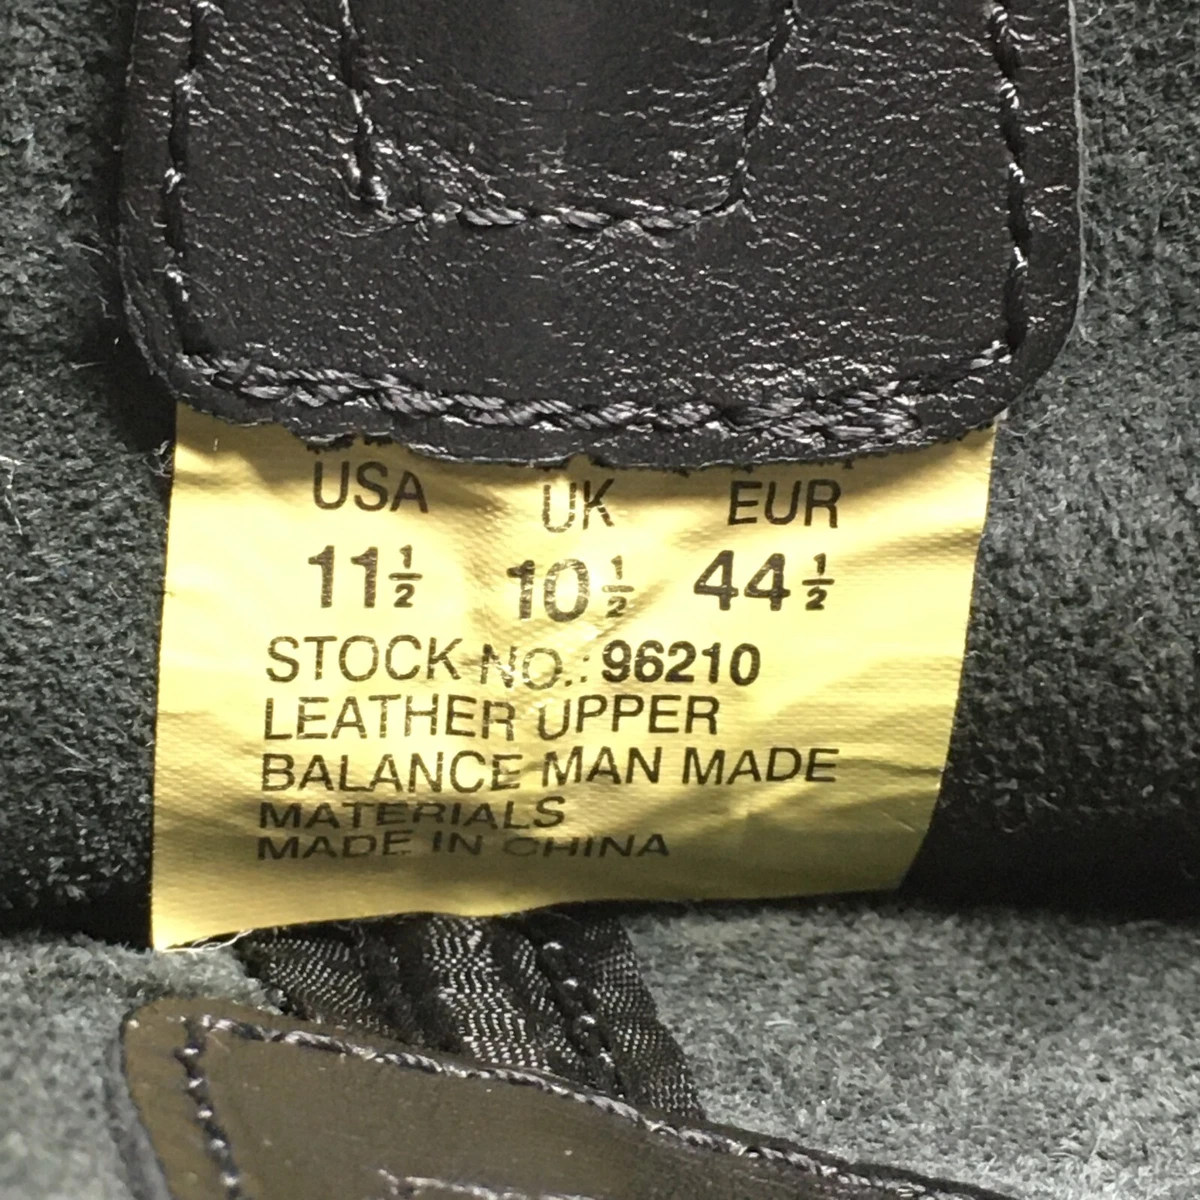 USA UK EUR
11½ 10½ 44½
STOCK NO.: 96210
LEATHER UPPER
BALANCE MAN MADE
MATERIALS
MADE IN CHINA